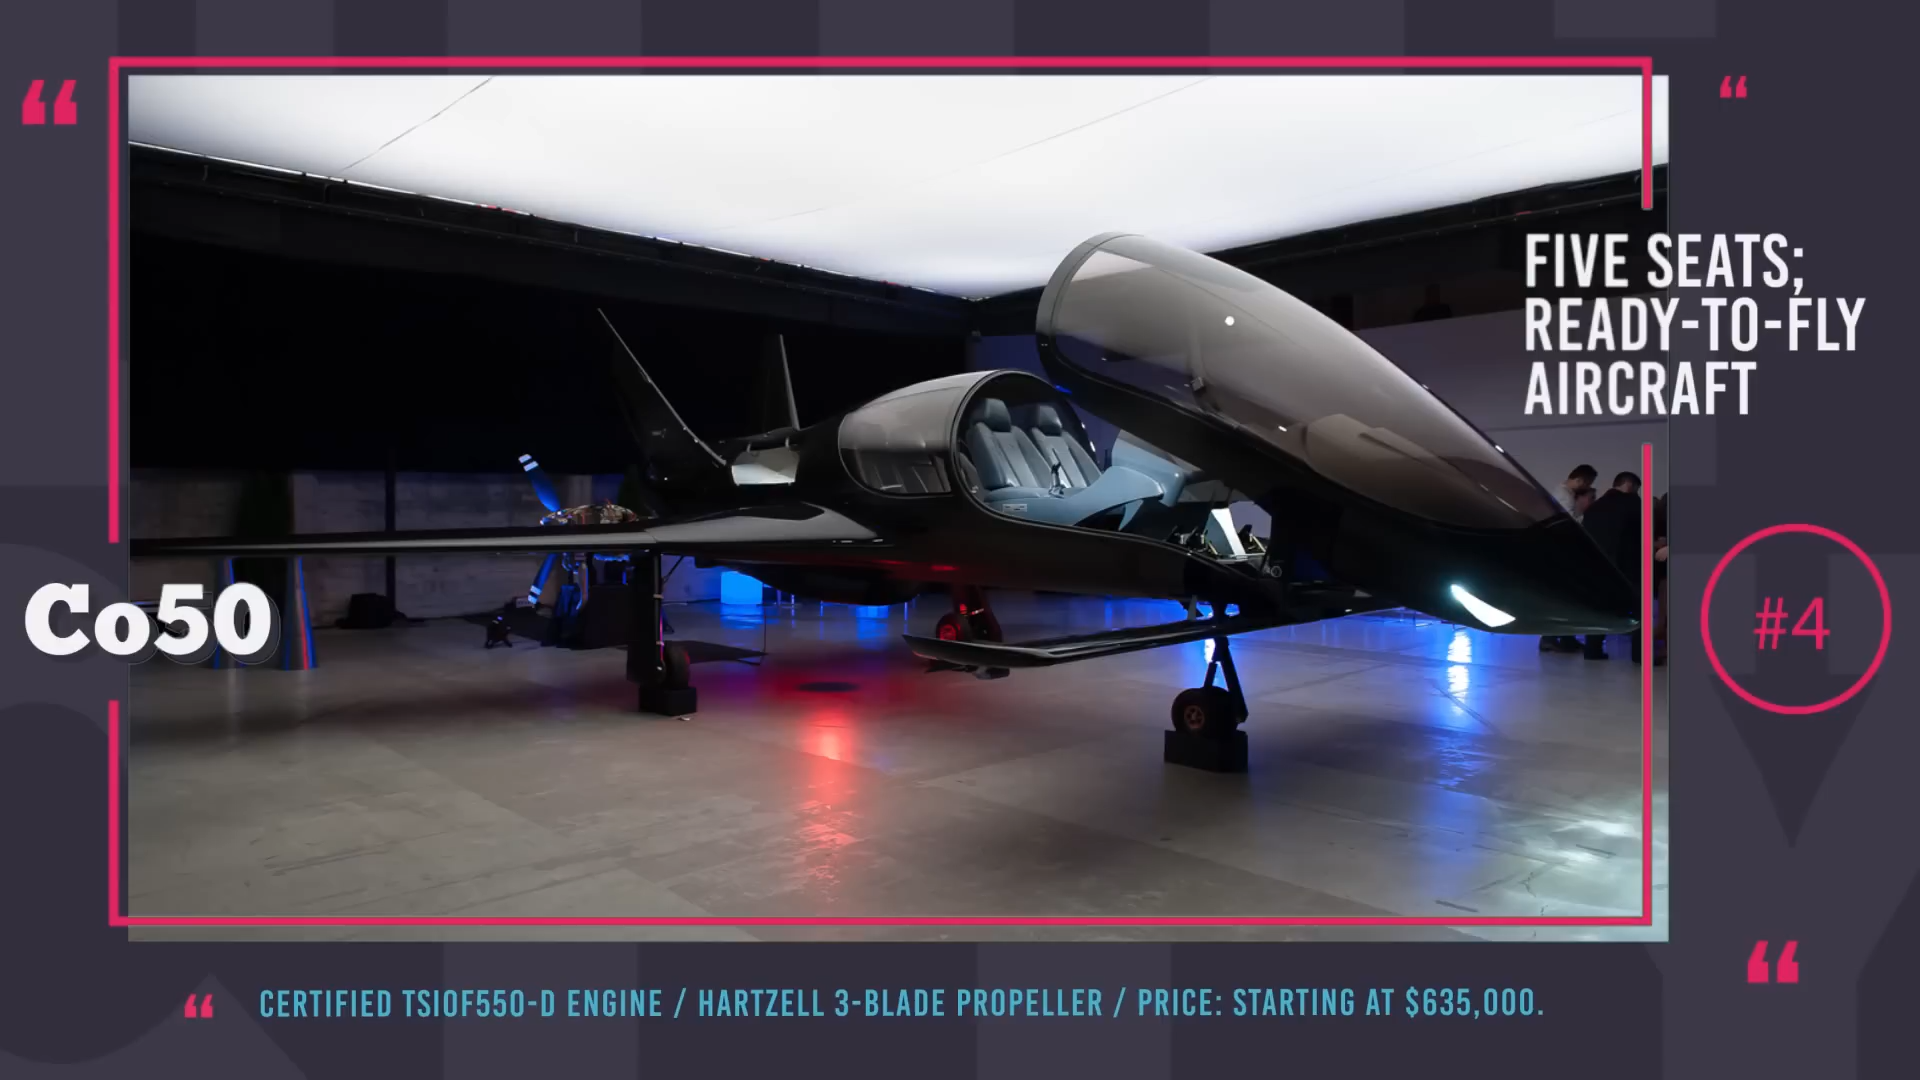 FIVE SEATS;
READY-TO-FLY
AIRCRAFT
Co50
#4
CERTIFIED TSIOF550-D ENGINE / HARTZELL 3-BLADE PROPELLER / PRICE: STARTING AT $635,000.